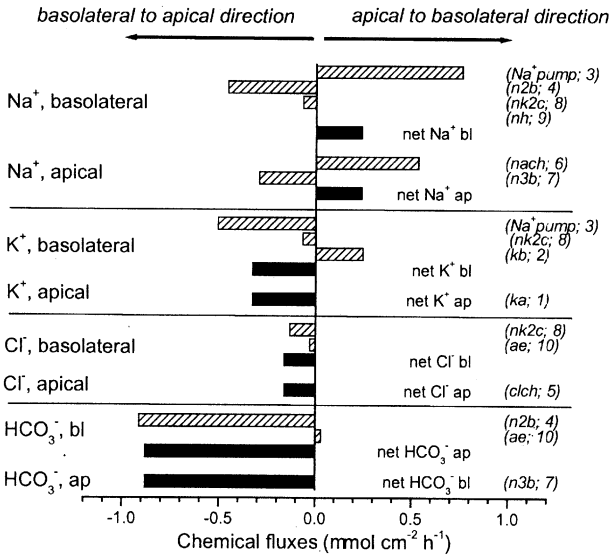 basolateral to apical direction apical to basolateral direction
(Na⁺pump; 3)
(n2b; 4)
Na⁺, basolateral (nk2c; 8)
(nh; 9)
net Na⁺ bl
Na⁺, apical (nach; 6)
(n3b; 7)
net Na⁺ ap
(Na⁺pump; 3)
K⁺, basolateral (nk2c; 8)
(kb; 2)
net K⁺ bl
K⁺, apical net K⁺ ap (ka; 1)
(nk2c; 8)
Cl⁻, basolateral (ae; 10)
net Cl⁻ bl
Cl⁻, apical net Cl⁻ ap (clch; 5)
(n2b; 4)
HCO₃⁻, bl (ae; 10)
net HCO₃⁻ ap
HCO₃⁻, ap net HCO₃⁻ bl (n3b; 7)
-1.0 -0.5 0.0 0.5 1.0
Chemical fluxes (mmol cm⁻² h⁻¹)